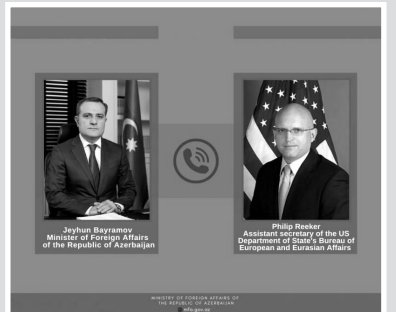 Jeyhun Bayramov
Minister of Foreign Affairs
of the Republic of Azerbaijan
Philip Reeker
Assistant secretary of the US
Department of State's Bureau of
European and Eurasian Affairs
MINISTRY OF FOREIGN AFFAIRS OF
THE REPUBLIC OF AZERBAIJAN
mfa.gov.az